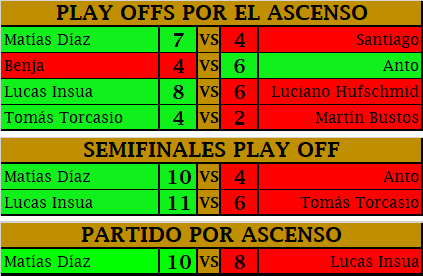 PLAY OFFS POR EL ASCENSO
Matías Díaz 7 VS 4 Santiago
Benja 4 VS 6 Anto
Lucas Insua 8 VS 6 Luciano Hufschmid
Tomás Torcasio 4 VS 2 Martín Bustos
SEMIFINALES PLAY OFF
Matías Díaz 10 VS 4 Anto
Lucas Insua 11 VS 6 Tomás Torcasio
PARTIDO POR ASCENSO
Matías Díaz 10 VS 8 Lucas Insua